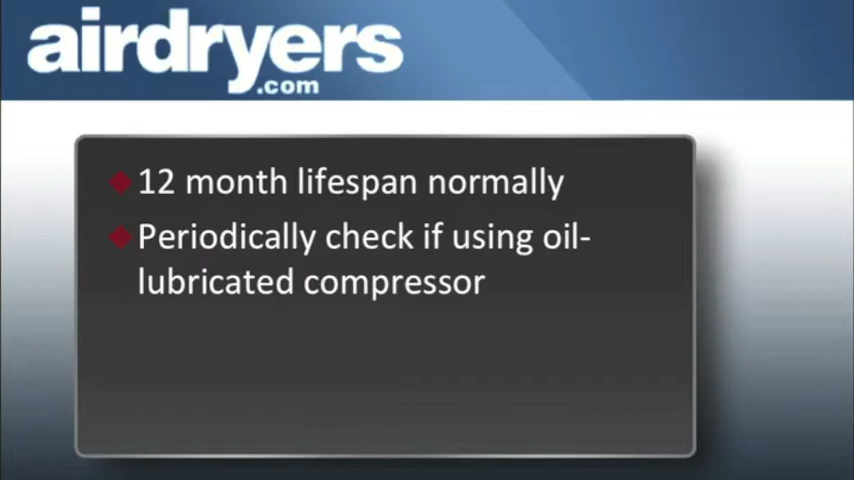 airdryers
.com
12 month lifespan normally
Periodically check if using oil-
lubricated compressor